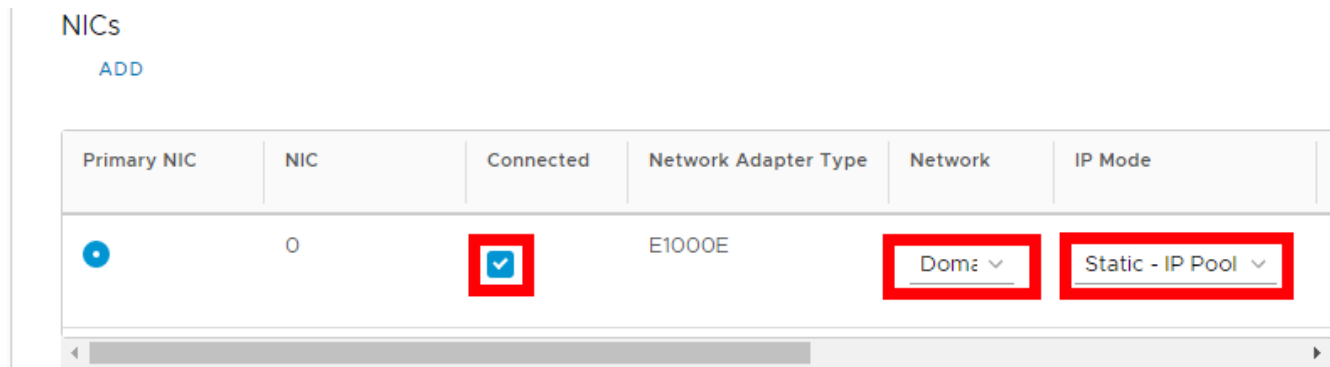 NICs
ADD
Primary NIC NIC Connected Network Adapter Type Network IP Mode
0 E1000E Doma Static - IP Pool